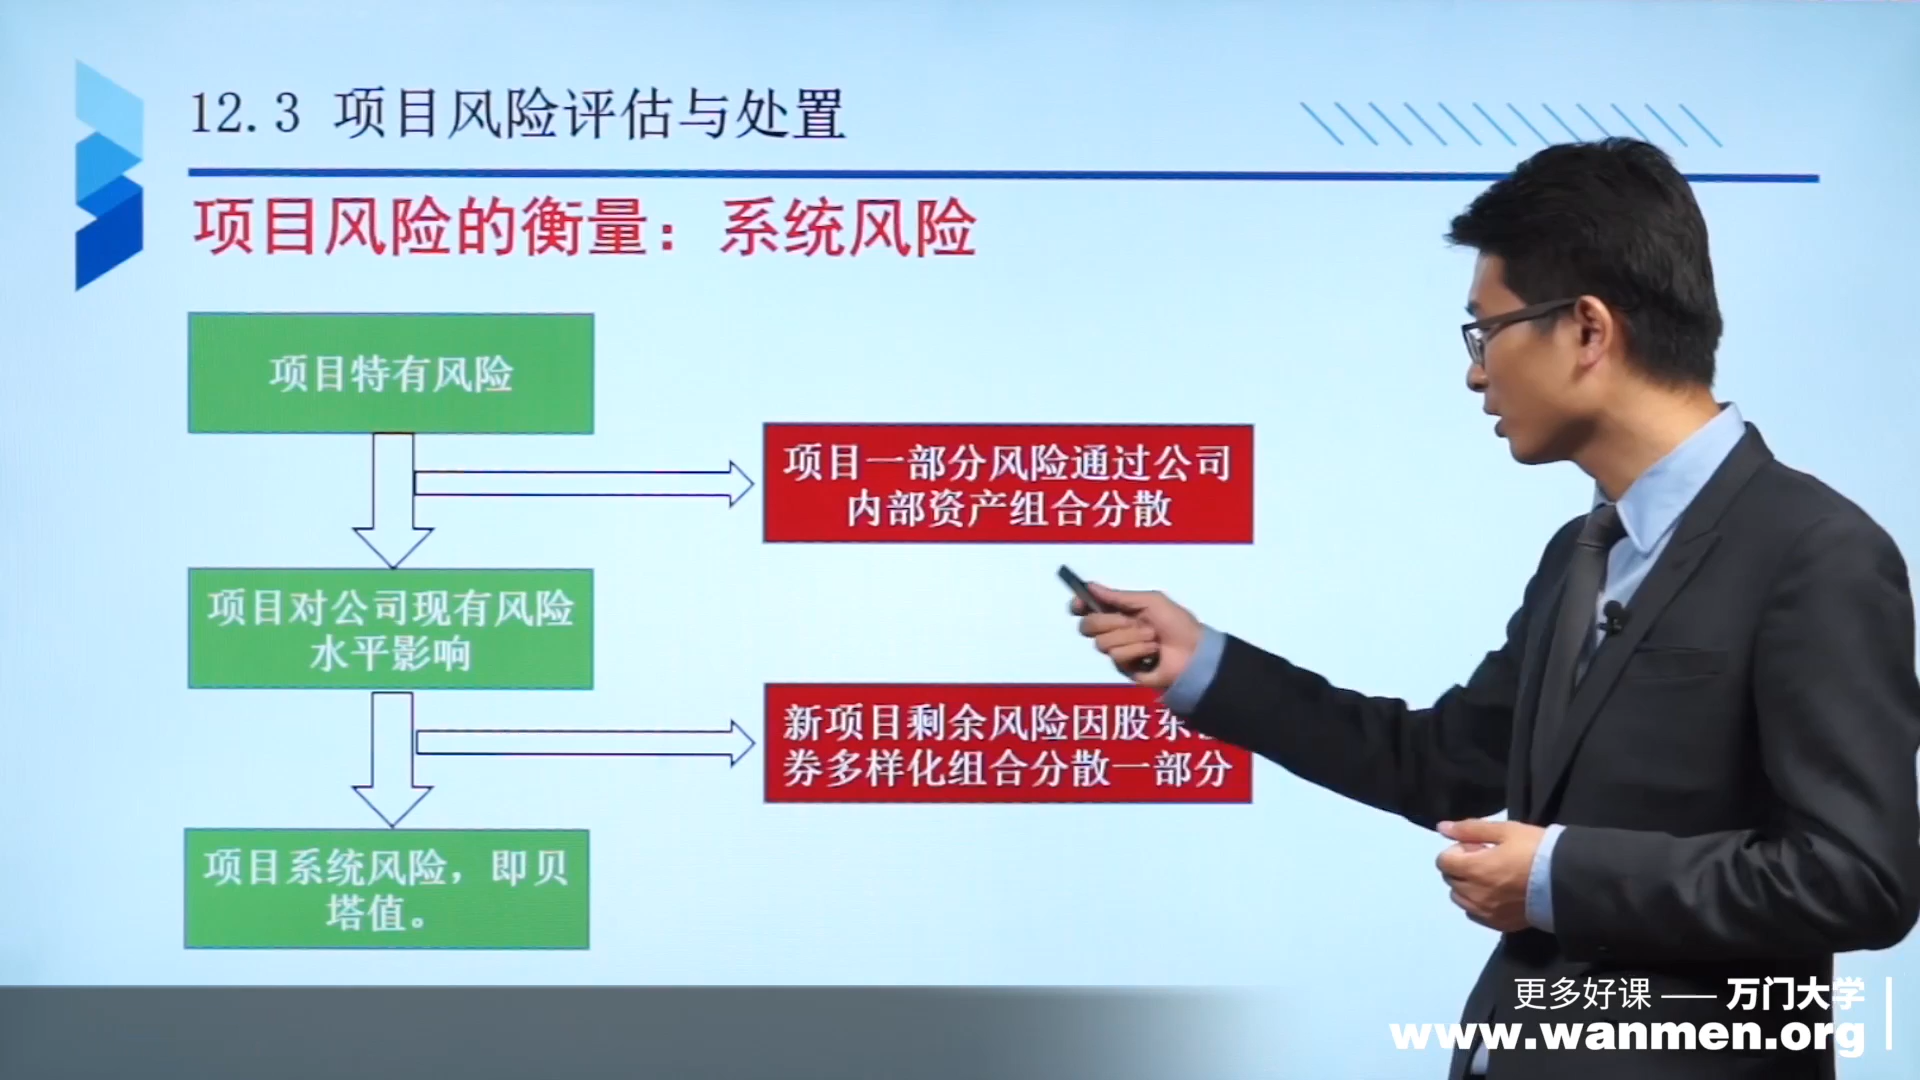 12.3 项目风险评估与处置
项目风险的衡量：系统风险
项目特有风险
项目一部分风险通过公司
内部资产组合分散
项目对公司现有风险
水平影响
新项目剩余风险因股东
券多样化组合分散一部分
项目系统风险，即贝
塔值。
更多好课 —— 万门大学
www.wanmen.org